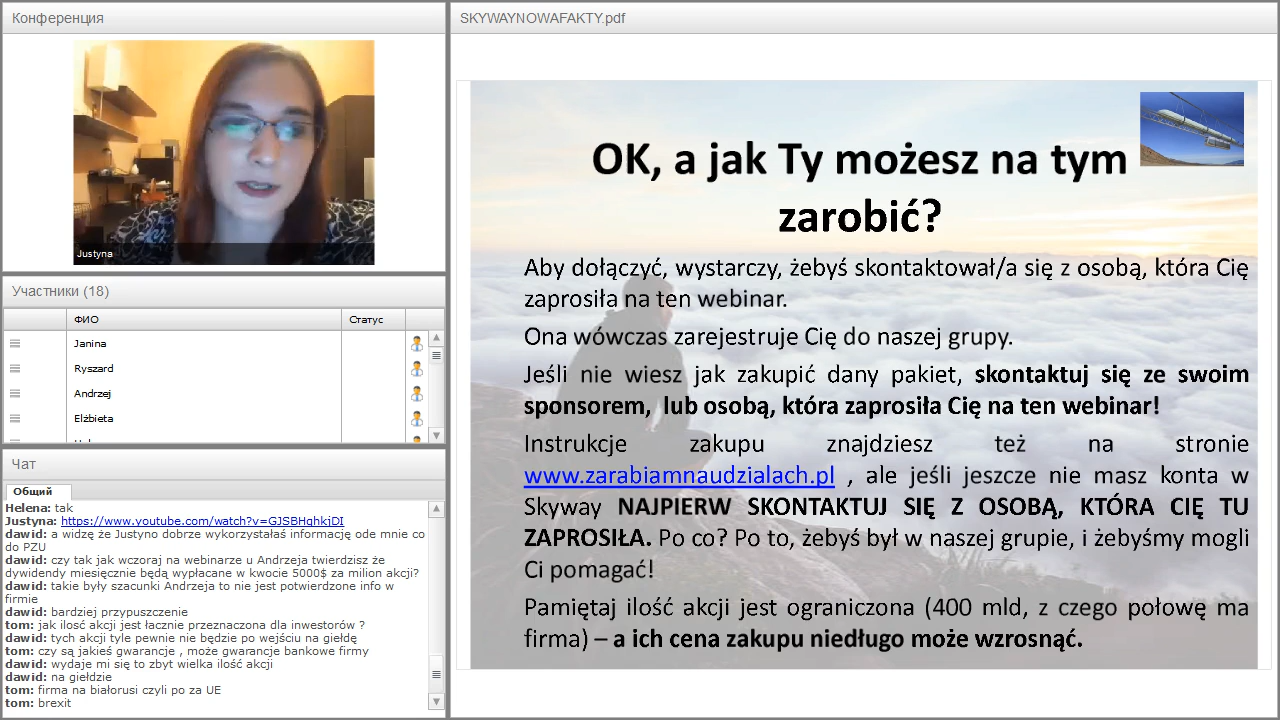 Конференция
Justyna
Участники (18)
ФИО
Статус
Janina
Ryszard
Andrzej
Elżbieta
Чат
Общий
Helena: tak
Justyna: https://www.youtube.com/watch?v=GJSBHghkjDI
dawid: a widzę że Justyno dobrze wykorzystałaś informację ode mnie co
do PZU
dawid: czy tak jak wczoraj na webinarze u Andrzeja twierdzisz że
dywidendy miesięcznie będą wypłacane w kwocie 5000$ za milion akcji?
dawid: takie były szacunki Andrzeja to nie jest potwierdzone info w
firmie
dawid: bardziej przypuszczenie
tom: jak ilosć akcji jest łacznie przeznaczona dla inwestorów ?
dawid: tych akcji tyle pewnie nie będzie po wejściu na giełdę
tom: czy są jakieś gwarancje , może gwarancje bankowe firmy
dawid: wydaje mi się to zbyt wielka ilość akcji
dawid: na giełdzie
tom: firma na białorusi czyli po za UE
tom: brexit
SKYWAYNOWAFAKTY.pdf
OK, a jak Ty możesz na tym
zarobić?
Aby dołączyć, wystarczy, żebyś skontaktował/a się z osobą, która Cię
zaprosiła na ten webinar.
Ona wówczas zarejestruje Cię do naszej grupy.
Jeśli nie wiesz jak zakupić dany pakiet, skontaktuj się ze swoim
sponsorem, lub osobą, która zaprosiła Cię na ten webinar!
Instrukcje zakupu znajdziesz też na stronie
www.zarabiamnaudzialach.pl , ale jeśli jeszcze nie masz konta w
Skyway NAJPIERW SKONTAKTUJ SIĘ Z OSOBĄ, KTÓRA CIĘ TU
ZAPROSIŁA. Po co? Po to, żebyś był w naszej grupie, i żebyśmy mogli
Ci pomagać!
Pamiętaj ilość akcji jest ograniczona (400 mld, z czego połowę ma
firma) – a ich cena zakupu niedługo może wzrosnąć.